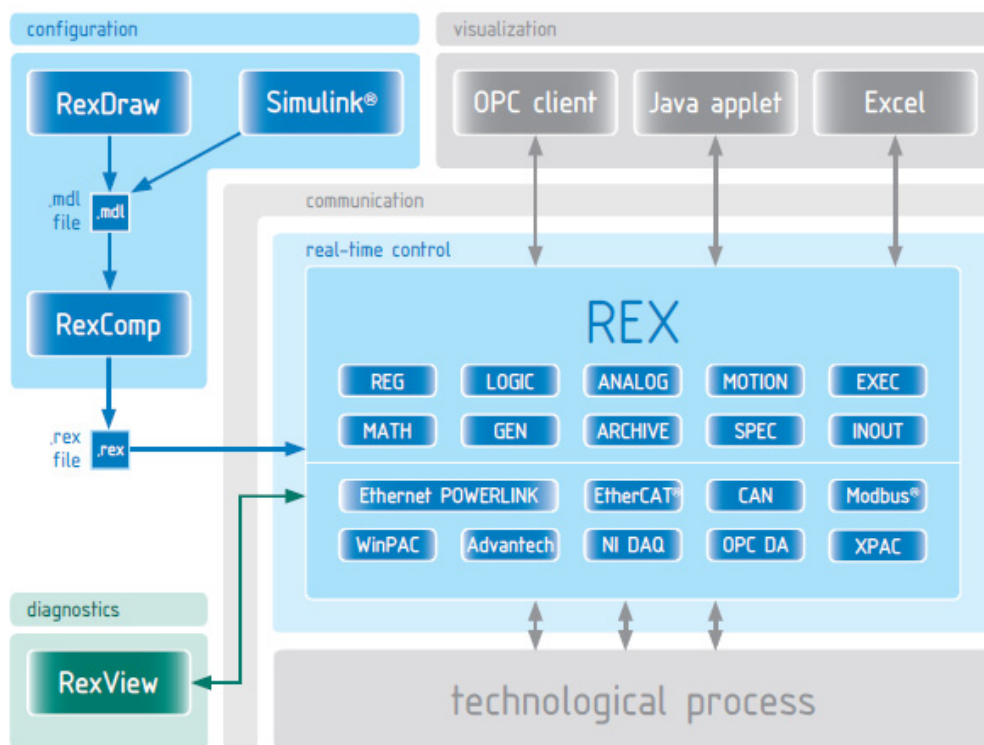 configuration
visualization
RexDraw
Simulink®
OPC client
Java applet
Excel
.mdl
file
.mdl
communication
real-time control
RexComp
REX
REG
LOGIC
ANALOG
MOTION
EXEC
MATH
GEN
ARCHIVE
SPEC
INOUT
.rex
file
.rex
Ethernet POWERLINK
EtherCAT®
CAN
Modbus®
WinPAC
Advantech
NI DAQ
OPC DA
XPAC
diagnostics
RexView
technological process